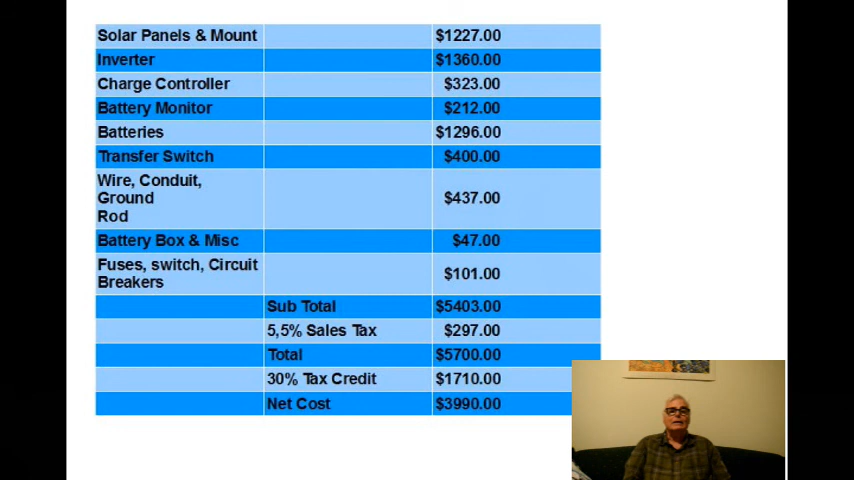 Solar Panels & Mount $1227.00
Inverter $1360.00
Charge Controller $323.00
Battery Monitor $212.00
Batteries $1296.00
Transfer Switch $400.00
Wire, Conduit,
Ground $437.00
Rod
Battery Box & Misc $47.00
Fuses, switch, Circuit
Breakers $101.00
Sub Total $5403.00
5,5% Sales Tax $297.00
Total $5700.00
30% Tax Credit $1710.00
Net Cost $3990.00